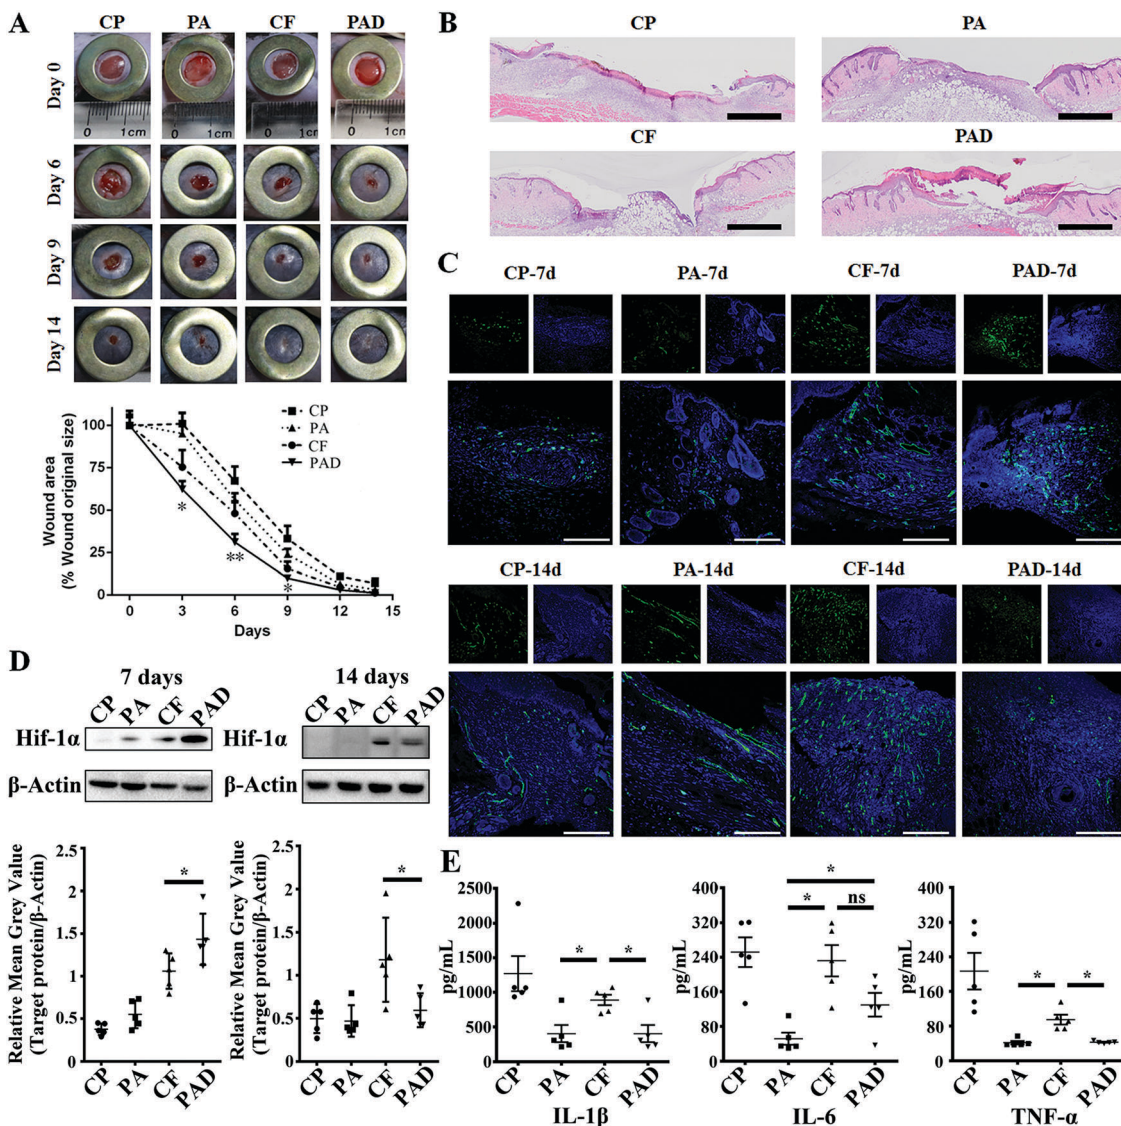 A
CP PA CF PAD
Day 0
0 1cm 0 1cm 0 1cm 0 1cm
Day 6
Day 9
Day 14
Wound area
(% Wound original size)
100
75
50
25
0
CP
PA
CF
PAD
*
**
*
0 3 6 9 12 15
Days
B
CP PA
CF PAD
C
CP-7d PA-7d CF-7d PAD-7d
CP-14d PA-14d CF-14d PAD-14d
D
7 days
CP PA CF PAD
Hif-1α
β-Actin
14 days
CP PA CF PAD
Hif-1α
β-Actin
Relative Mean Grey Value
(Target protein/β-Actin)
2.5
2
1.5
1
0.5
0
*
CP PA CF PAD
Relative Mean Grey Value
(Target protein/β-Actin)
2.5
2
1.5
1
0.5
0
*
CP PA CF PAD
E
pg/mL
2500
2000
1500
1000
500
0
* *
CP PA CF PAD
IL-1β
pg/mL
400
320
240
160
80
0
*
* ns
CP PA CF PAD
IL-6
pg/mL
400
320
240
160
80
0
* *
CP PA CF PAD
TNF-α